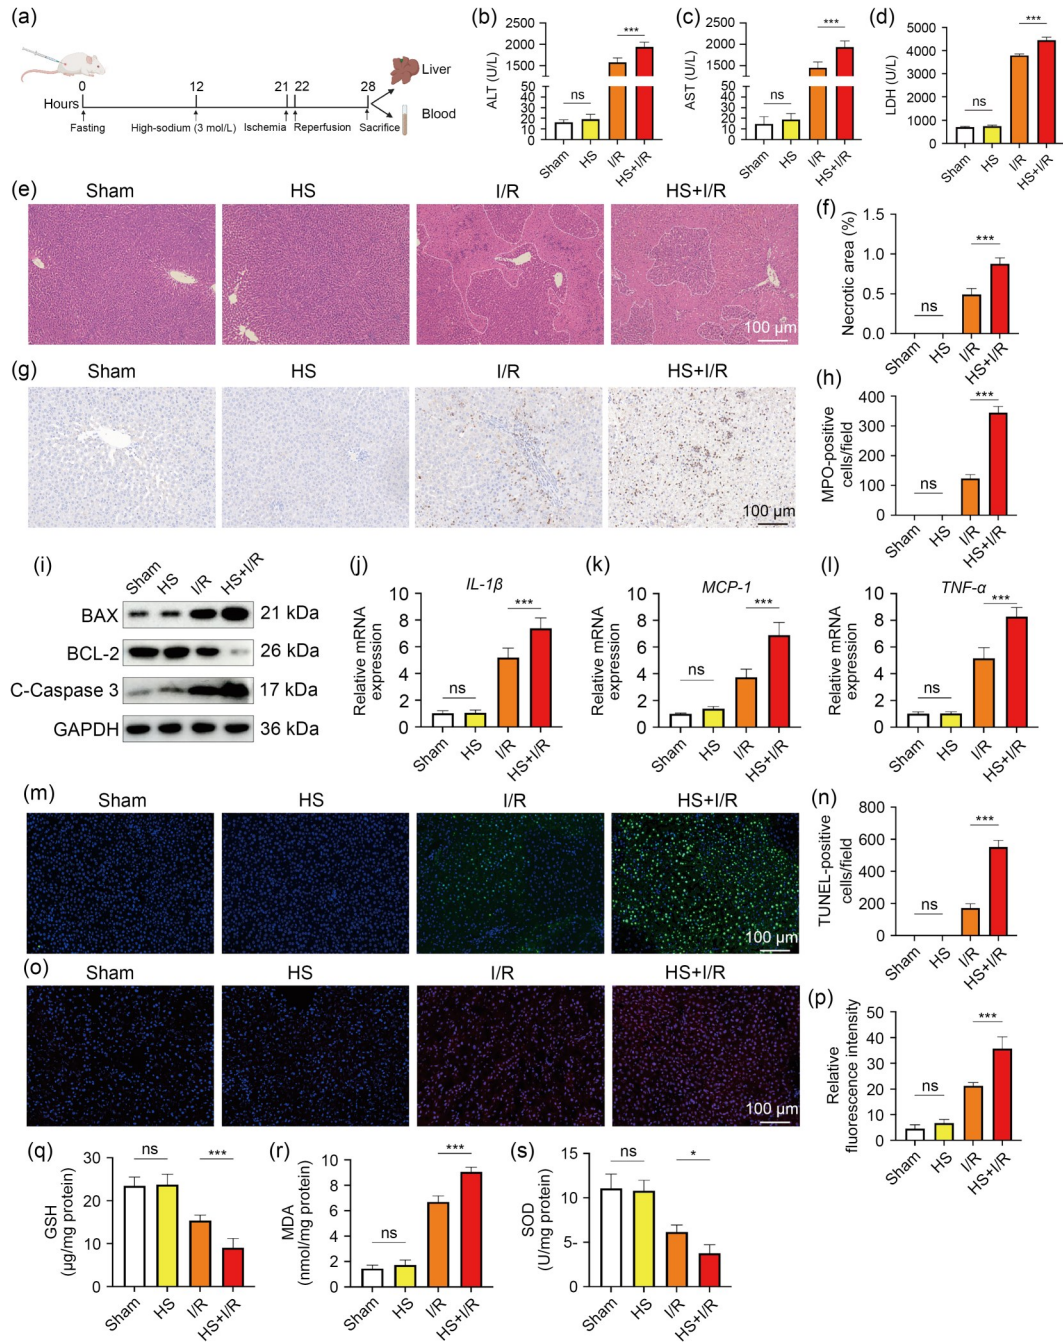 (a)
0
12
21
22
28
Hours
Fasting
High-sodium (3 mol/L)
Ischemia
Reperfusion
Sacrifice
Liver
Blood
(b)
ALT (U/L)
2500
2000
1500
50
40
30
20
10
0
ns
***
Sham
HS
I/R
HS+I/R
(c)
AST (U/L)
2500
2000
1500
50
40
30
20
10
0
ns
***
Sham
HS
I/R
HS+I/R
(d)
LDH (U/L)
6000
5000
4000
3000
2000
1000
0
ns
***
Sham
HS
I/R
HS+I/R
(e)
Sham
HS
I/R
HS+I/R
100 μm
(f)
Necrotic area (%)
1.5
1.0
0.5
0.0
ns
***
Sham
HS
I/R
HS+I/R
(g)
Sham
HS
I/R
HS+I/R
100 μm
(h)
MPO-positive
cells/field
400
300
200
100
0
ns
***
Sham
HS
I/R
HS+I/R
(i)
Sham
HS
I/R
HS+I/R
BAX 21 kDa
BCL-2 26 kDa
C-Caspase 3 17 kDa
GAPDH 36 kDa
(j)
IL-1β
Relative mRNA
expression
10
8
6
4
2
0
ns
***
Sham
HS
I/R
HS+I/R
(k)
MCP-1
Relative mRNA
expression
10
8
6
4
2
0
ns
***
Sham
HS
I/R
HS+I/R
(l)
TNF-α
Relative mRNA
expression
10
8
6
4
2
0
ns
***
Sham
HS
I/R
HS+I/R
(m)
Sham
HS
I/R
HS+I/R
100 μm
(n)
TUNEL-positive
cells/field
800
600
400
200
0
ns
***
Sham
HS
I/R
HS+I/R
(o)
Sham
HS
I/R
HS+I/R
100 μm
(p)
Relative
fluorescence intensity
50
40
30
20
10
0
ns
***
Sham
HS
I/R
HS+I/R
(q)
GSH
(μg/mg protein)
30
20
10
0
ns
***
Sham
HS
I/R
HS+I/R
(r)
MDA
(nmol/mg protein)
10
8
6
4
2
0
ns
***
Sham
HS
I/R
HS+I/R
(s)
SOD
(U/mg protein)
15
10
5-
0
ns
*
Sham
HS
I/R
HS+I/R